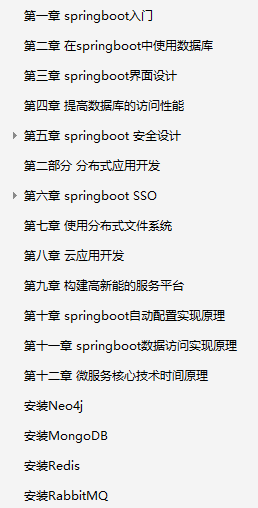 第一章 springboot入门
第二章 在springboot中使用数据库
第三章 springboot界面设计
第四章 提高数据库的访问性能
第五章 springboot 安全设计
第二部分 分布式应用开发
第六章 springboot SSO
第七章 使用分布式文件系统
第八章 云应用开发
第九章 构建高新能的服务平台
第十章 springboot自动配置实现原理
第十一章 springboot数据访问实现原理
第十二章 微服务核心技术时间原理
安装Neo4j
安装MongoDB
安装Redis
安装RabbitMQ